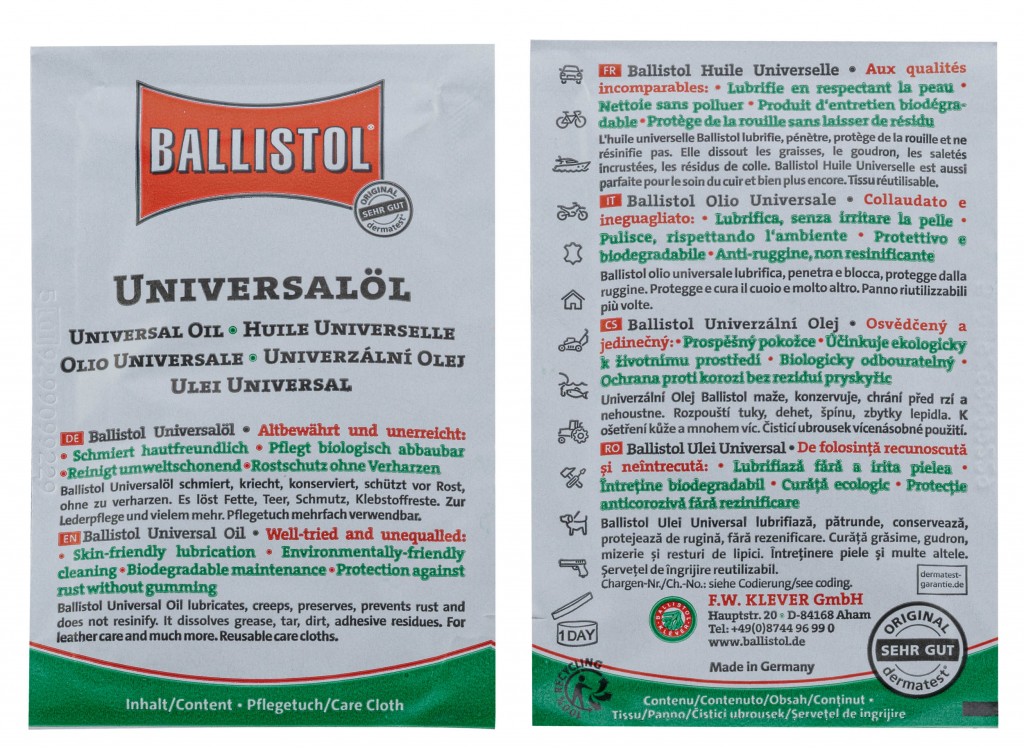 BALLISTOL®
ORIGINAL
SEHR GUT
dermatest®
UNIVERSALÖL
UNIVERSAL OIL • HUILE UNIVERSELLE
OLIO UNIVERSALE • UNIVERZÁLNÍ OLEJ
ULEI UNIVERSAL
DE Ballistol Universalöl • Altbewährt und unerreicht:
• Schmiert hautfreundlich • Pflegt biologisch abbaubar
• Reinigt umweltschonend • Rostschutz ohne Verharzen
Ballistol Universalöl schmiert, kriecht, konserviert, schützt vor Rost,
ohne zu verharzen. Es löst Fette, Teer, Schmutz, Klebstoffreste. Zur
Lederpflege und vielem mehr. Pflegetuch mehrfach verwendbar.
EN Ballistol Universal Oil • Well-tried and unequalled:
• Skin-friendly lubrication • Environmentally-friendly
cleaning • Biodegradable maintenance • Protection against
rust without gumming
Ballistol Universal Oil lubricates, creeps, preserves, prevents rust and
does not resinify. It dissolves grease, tar, dirt, adhesive residues. For
leather care and much more. Reusable care cloths.
Inhalt/Content • Pflegetuch/Care Cloth
FR Ballistol Huile Universelle • Aux qualités
incomparables: • Lubrifie en respectant la peau •
Nettoie sans polluer • Produit d'entretien biodégra-
dable • Protège de la rouille sans laisser de résidu
L'huile universelle Ballistol lubrifie, pénètre, protège de la rouille et ne
résinifie pas. Elle dissout les graisses, le goudron, les saletés
incrustées, les résidus de colle. Ballistol Huile Universelle est aussi
parfaite pour le soin du cuir et bien plus encore. Tissu réutilisable.
IT Ballistol Olio Universale • Collaudato e
ineguagliato: • Lubrifica, senza irritare la pelle •
Pulisce, rispettando l'ambiente • Protettivo e
biodegradabile • Anti-ruggine, non resinificante
Ballistol olio universale lubrifica, penetra e blocca, protegge dalla
ruggine. Protegge e cura il cuoio e molto altro. Panno riutilizzabili
più volte.
CS Ballistol Univerzální Olej • Osvědčený a
jedinečný: • Prospěšný pokožce • Účinkuje ekologicky
k životnímu prostředí • Biologicky odbouratelný •
Ochrana proti korozi bez reziduí pryskyřic
Univerzální Olej Ballistol maže, konzervuje, chrání před rzí a
nehoustne. Rozpouští tuky, dehet, špínu, zbytky lepidla. K
ošetření kůže a mnohem víc. Čisticí ubrousek vícenásobné použití.
RO Ballistol Ulei Universal • De folosință recunoscută
și neîntrecută: • Lubrifiază fără a irita pielea •
Întreține biodegradabil • Curăță ecologic • Protecție
anticorozivă fără rezinificare
Ballistol Ulei Universal lubrifiază, pătrunde, conservează,
protejează de rugină, fără rezenificare. Curăță grăsime, gudron,
mizerie și resturi de lipici. Întreținere piele și multe altele.
Șervețel de îngrijire reutilizabil.
Chargen-Nr./Ch.-No.: siehe Codierung/see coding.
dermatest-
garantie.de
F.W. KLEVER GmbH
Hauptstr. 20 • D-84168 Aham
Tel: +49(0)8744 96 99 0
www.ballistol.de
BALLISTOL
KLEVER
1 DAY
Made in Germany
ORIGINAL
SEHR GUT
dermatest®
RECYCLING
Contenu/Contenuto/Obsah/Conținut •
Tissu/Panno/Čisticí ubrousek/Șervețel de îngrijire